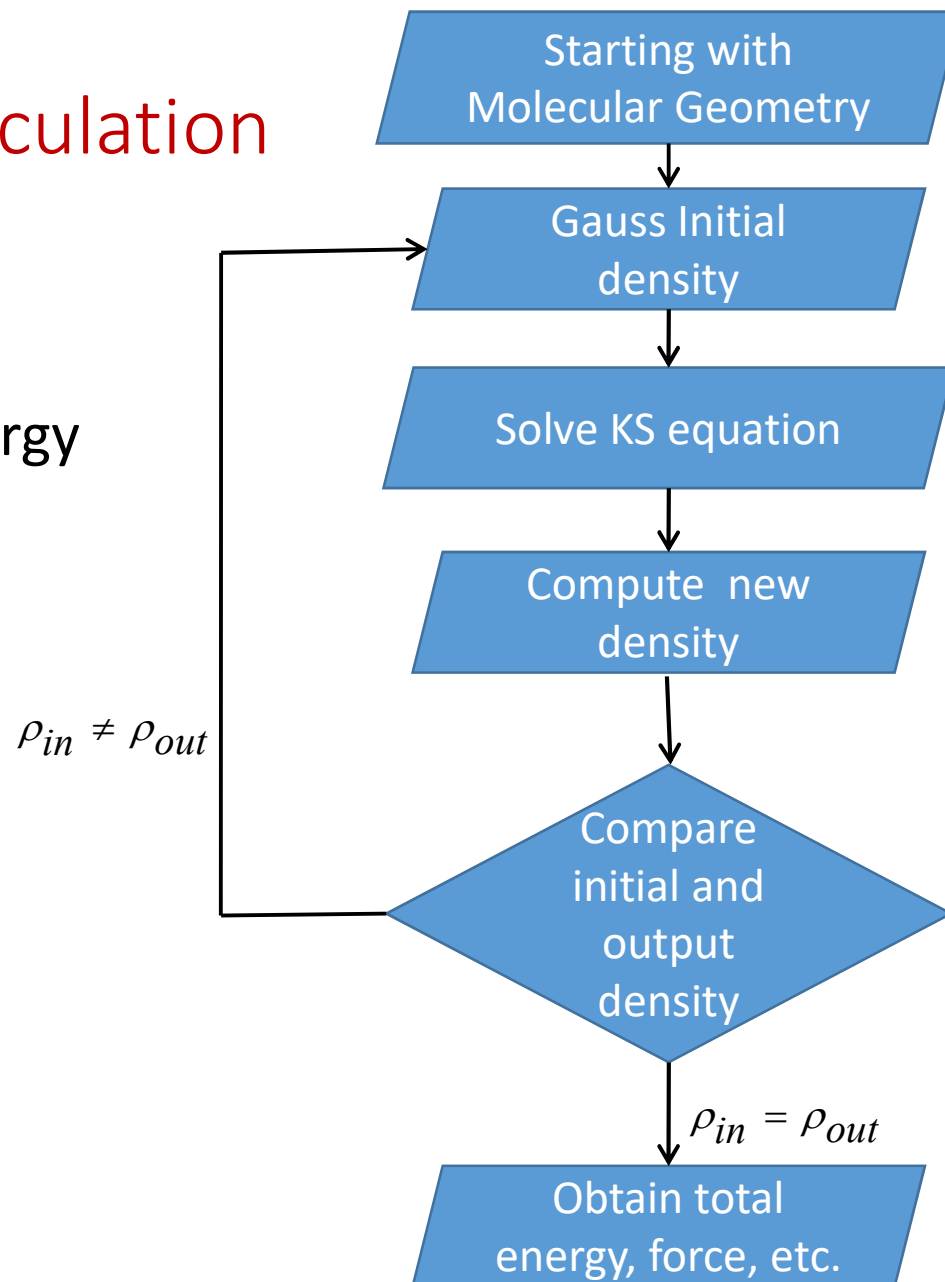 Starting with
Molecular Geometry
culation
Gauss Initial
density
Solve KS equation
rgy
Compute new
density
ρin ≠ ρout
Compare
initial and
output
density
ρin = ρout
Obtain total
energy, force, etc.